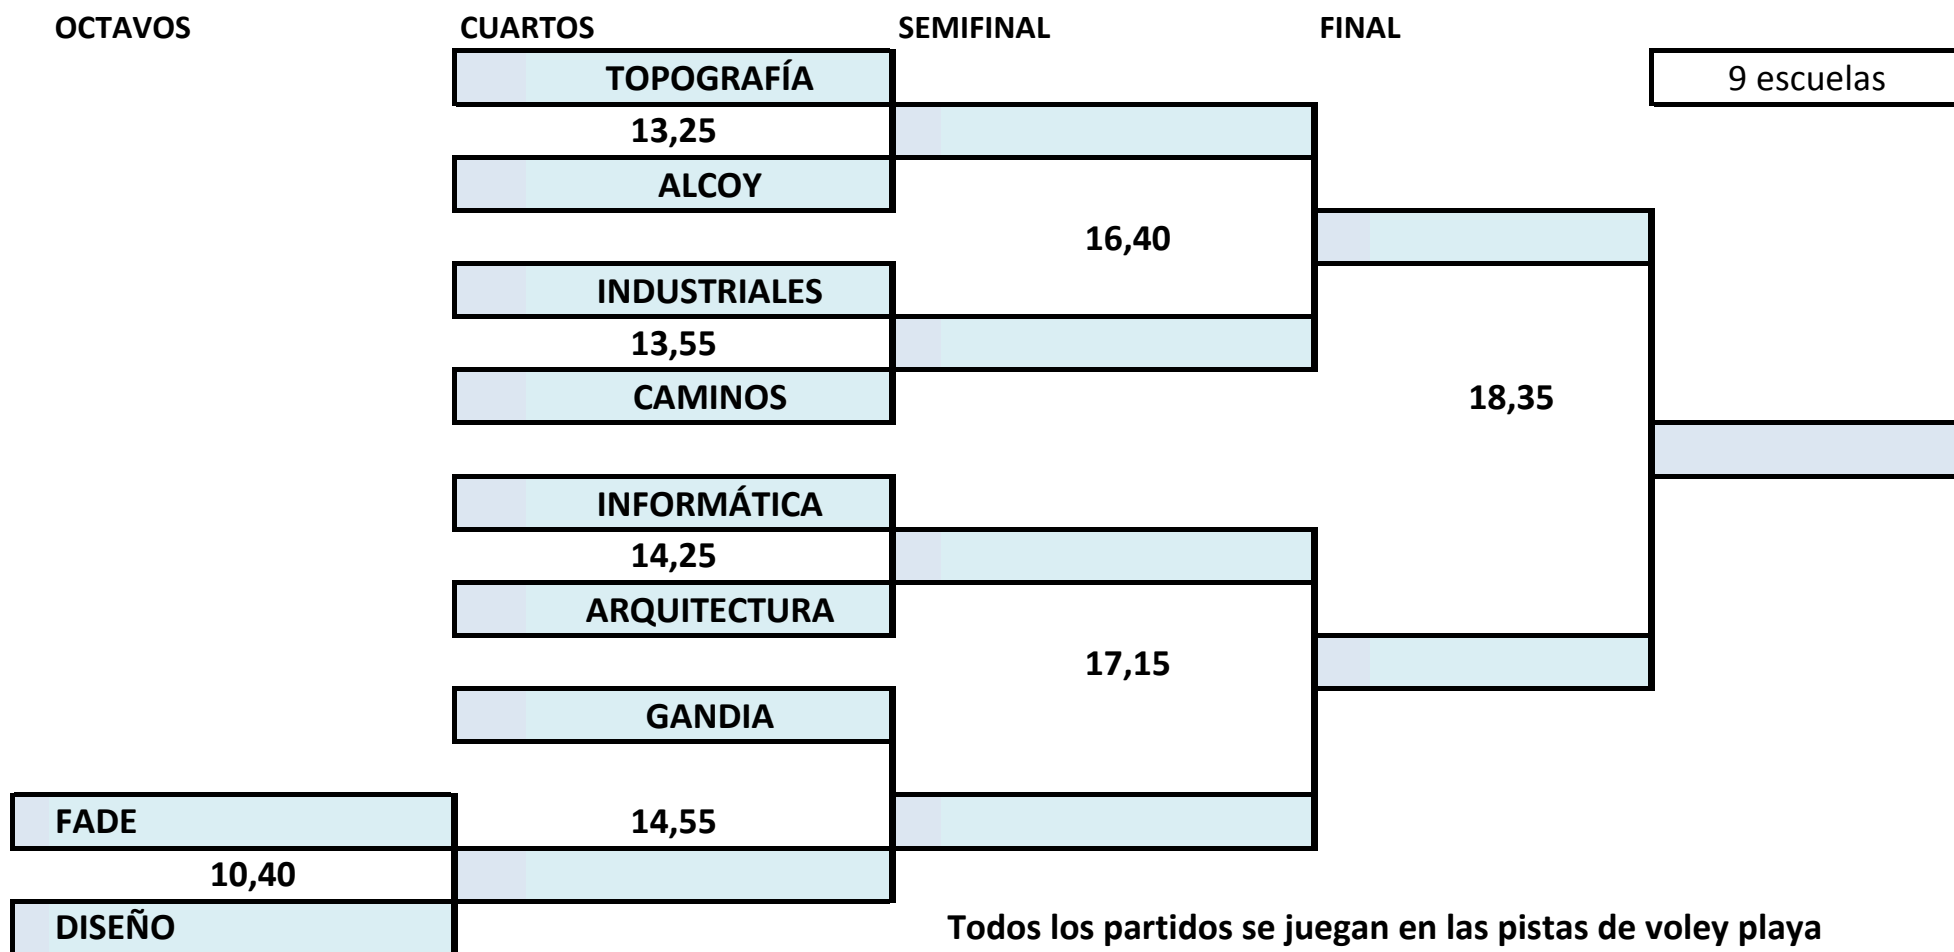 OCTAVOS CUARTOS SEMIFINAL FINAL
TOPOGRAFÍA 9 escuelas
13,25
ALCOY
16,40
INDUSTRIALES
13,55
CAMINOS 18,35
INFORMÁTICA
14,25
ARQUITECTURA
17,15
GANDIA
FADE 14,55
10,40
DISEÑO Todos los partidos se juegan en las pistas de voley playa